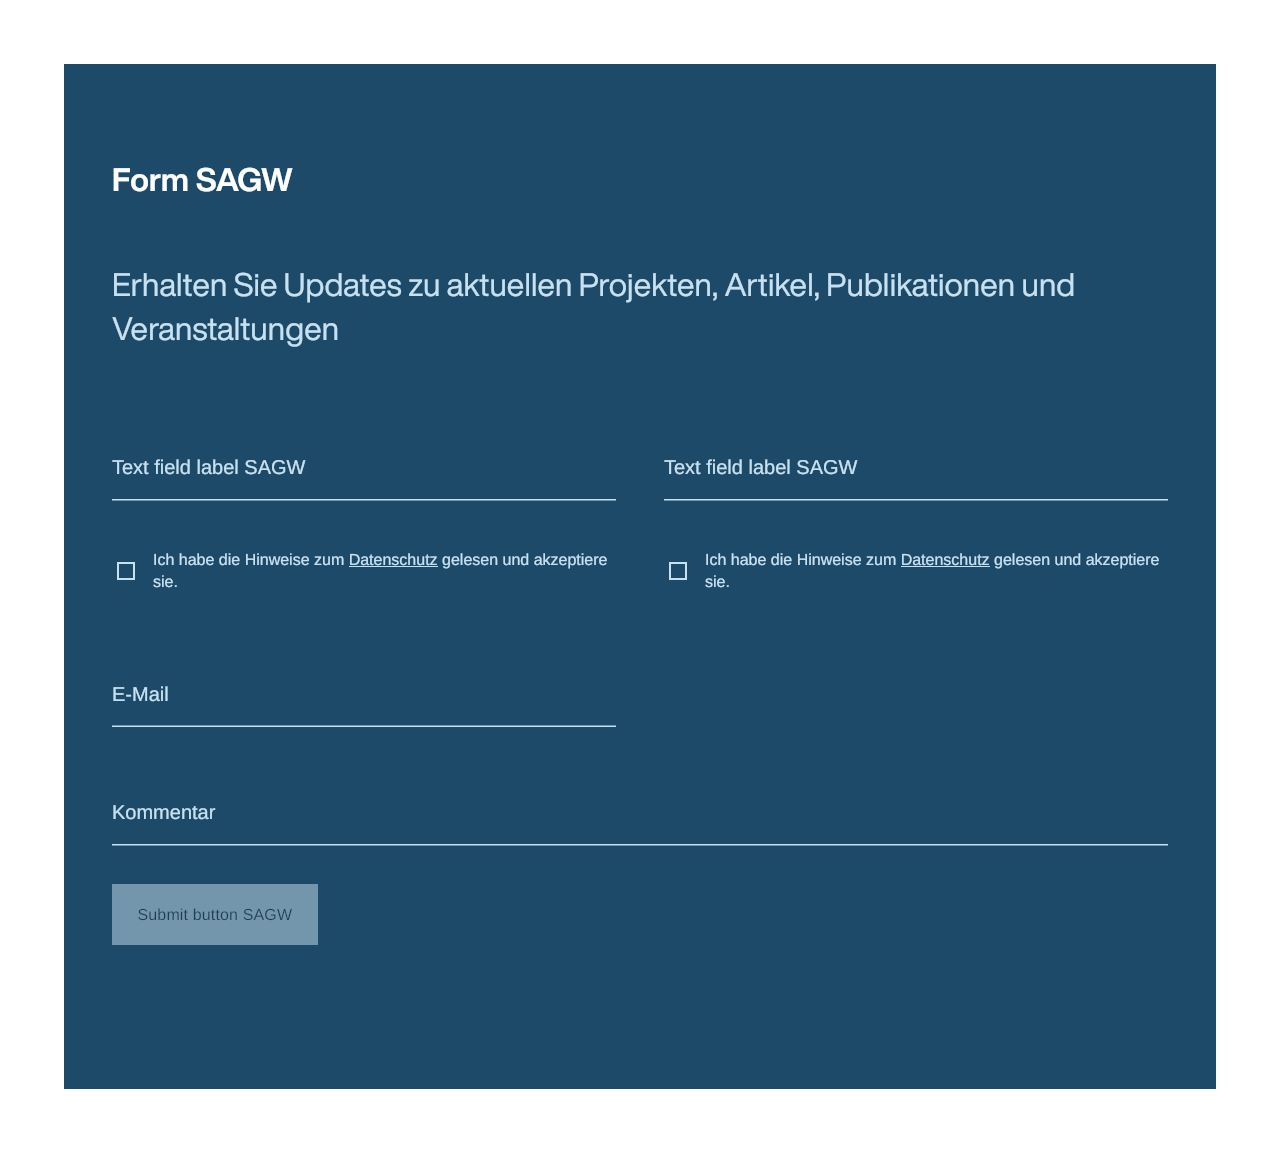 Form SAGW
Erhalten Sie Updates zu aktuellen Projekten, Artikel, Publikationen und
Veranstaltungen
Text field label SAGW
Text field label SAGW
Ich habe die Hinweise zum Datenschutz gelesen und akzeptiere
sie.
Ich habe die Hinweise zum Datenschutz gelesen und akzeptiere
sie.
E-Mail
Kommentar
Submit button SAGW